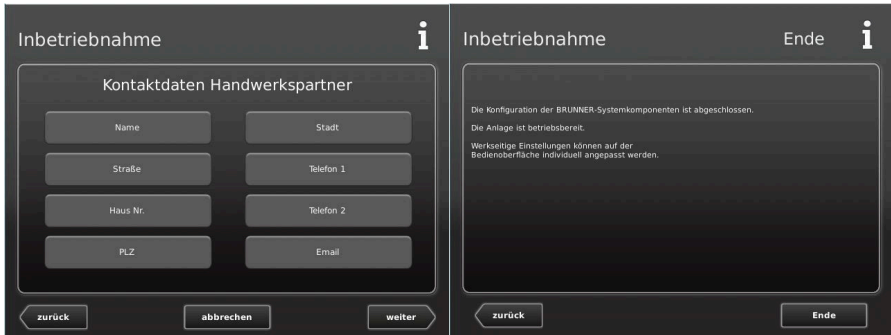 Inbetriebnahme
Kontaktdaten Handwerkspartner
Name
Stadt
Straße
Telefon 1
Haus Nr.
Telefon 2
PLZ
Email
zurück
abbrechen
weiter
Inbetriebnahme
Ende
Die Konfiguration der BRUNNER-Systemkomponenten ist abgeschlossen.
Die Anlage ist betriebsbereit.
Werkseitige Einstellungen können auf der
Bedienoberfläche individuell angepasst werden.
zurück
Ende